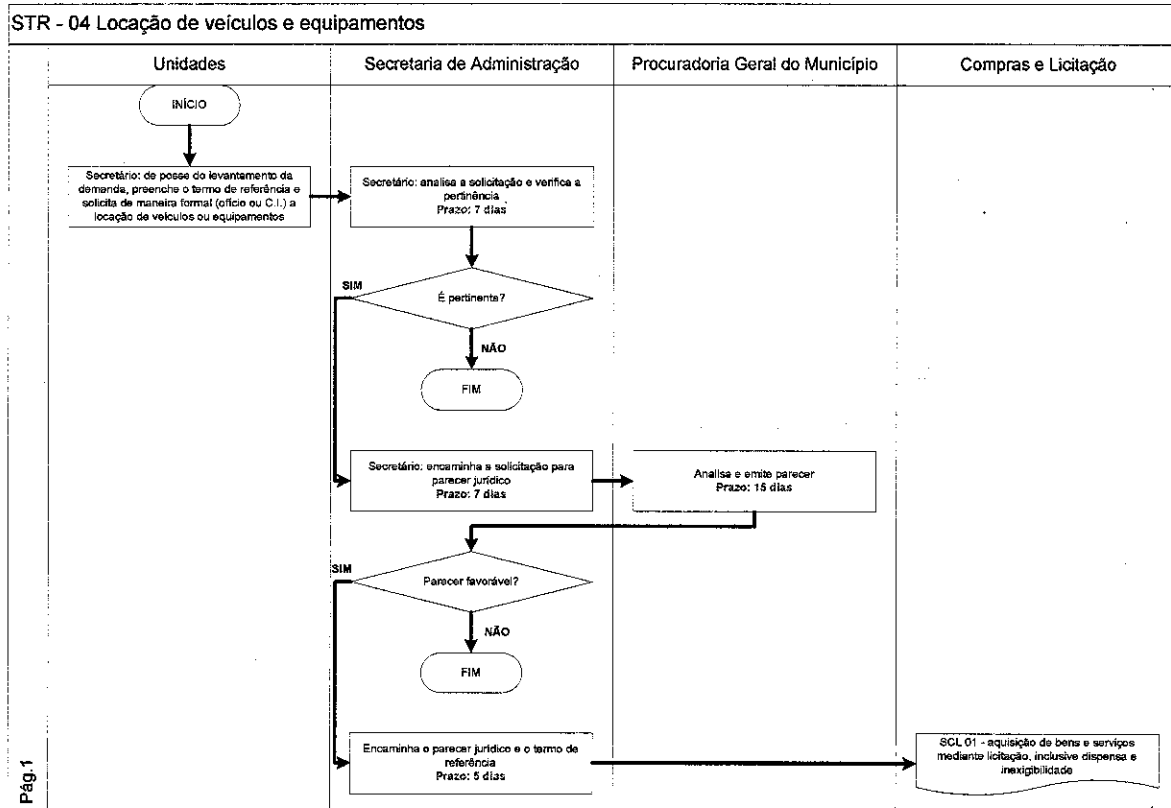 STR - 04 Locação de veículos e equipamentos
Unidades
Secretaria de Administração
Procuradoria Geral do Município
Compras e Licitação
INÍCIO
Secretário: de posse do levantamento da
demanda, preenche o termo de referência e
solicita de maneira formal (ofício ou C.I.) a
locação de veículos ou equipamentos
Secretário: analisa a solicitação e verifica a
pertinência
Prazo: 7 dias
SIM
É pertinente?
NÃO
FIM
Secretário: encaminha a solicitação para
parecer jurídico
Prazo: 7 dias
Analisa e emite parecer
Prazo: 15 dias
SIM
Parecer favorável?
NÃO
FIM
Encaminha o parecer jurídico e o termo de
referência
Prazo: 5 dias
SCL 01 - aquisição de bens e serviços
mediante licitação, inclusive dispensa e
inexigibilidade
Pág.1